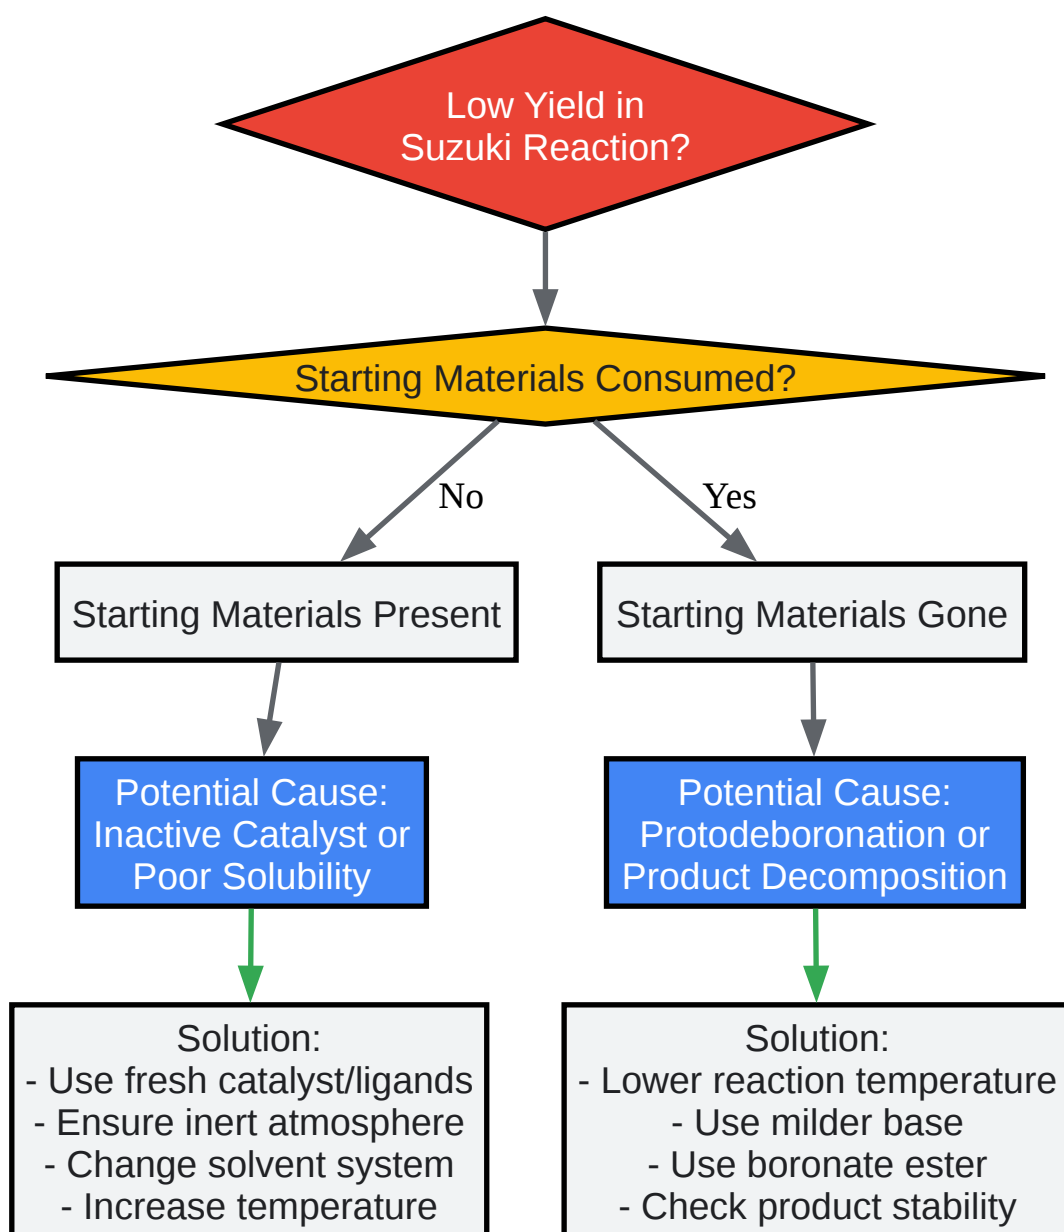 Low Yield in
Suzuki Reaction?
Starting Materials Consumed?
No
Yes
Starting Materials Present
Starting Materials Gone
Potential Cause:
Inactive Catalyst or
Poor Solubility
Potential Cause:
Protodeboronation or
Product Decomposition
Solution:
- Use fresh catalyst/ligands
- Ensure inert atmosphere
- Change solvent system
- Increase temperature
Solution:
- Lower reaction temperature
- Use milder base
- Use boronate ester
- Check product stability